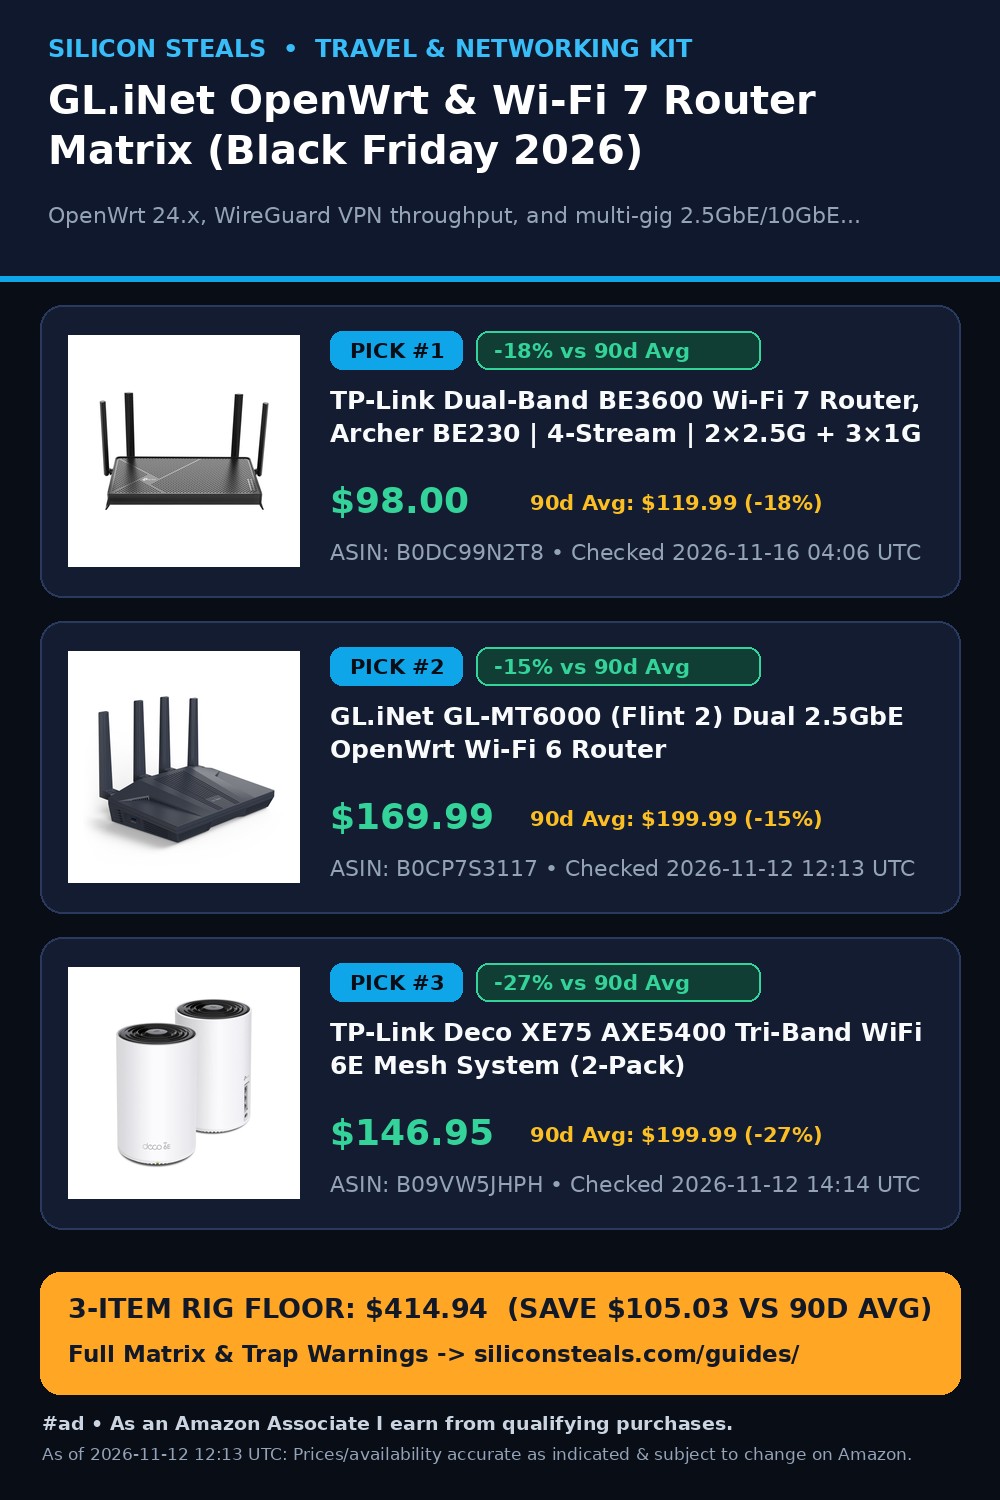 SILICON STEALS • TRAVEL & NETWORKING KIT
GL.iNet OpenWrt & Wi-Fi 7 Router
Matrix (Black Friday 2026)
OpenWrt 24.x, WireGuard VPN throughput, and multi-gig 2.5GbE/10GbE...
PICK #1
-18% vs 90d Avg
TP-Link Dual-Band BE3600 Wi-Fi 7 Router,
Archer BE230 | 4-Stream | 2×2.5G + 3×1G
$98.00
90d Avg: $119.99 (-18%)
ASIN: B0DC99N2T8 • Checked 2026-11-16 04:06 UTC
PICK #2
-15% vs 90d Avg
GL.iNet GL-MT6000 (Flint 2) Dual 2.5GbE
OpenWrt Wi-Fi 6 Router
$169.99
90d Avg: $199.99 (-15%)
ASIN: B0CP7S3117 • Checked 2026-11-12 12:13 UTC
PICK #3
-27% vs 90d Avg
TP-Link Deco XE75 AXE5400 Tri-Band WiFi
6E Mesh System (2-Pack)
deco 6E
$146.95
90d Avg: $199.99 (-27%)
ASIN: B09VW5JHPH • Checked 2026-11-12 14:14 UTC
3-ITEM RIG FLOOR: $414.94 (SAVE $105.03 VS 90D AVG)
Full Matrix & Trap Warnings -> siliconsteals.com/guides/
#ad • As an Amazon Associate I earn from qualifying purchases.
As of 2026-11-12 12:13 UTC: Prices/availability accurate as indicated & subject to change on Amazon.